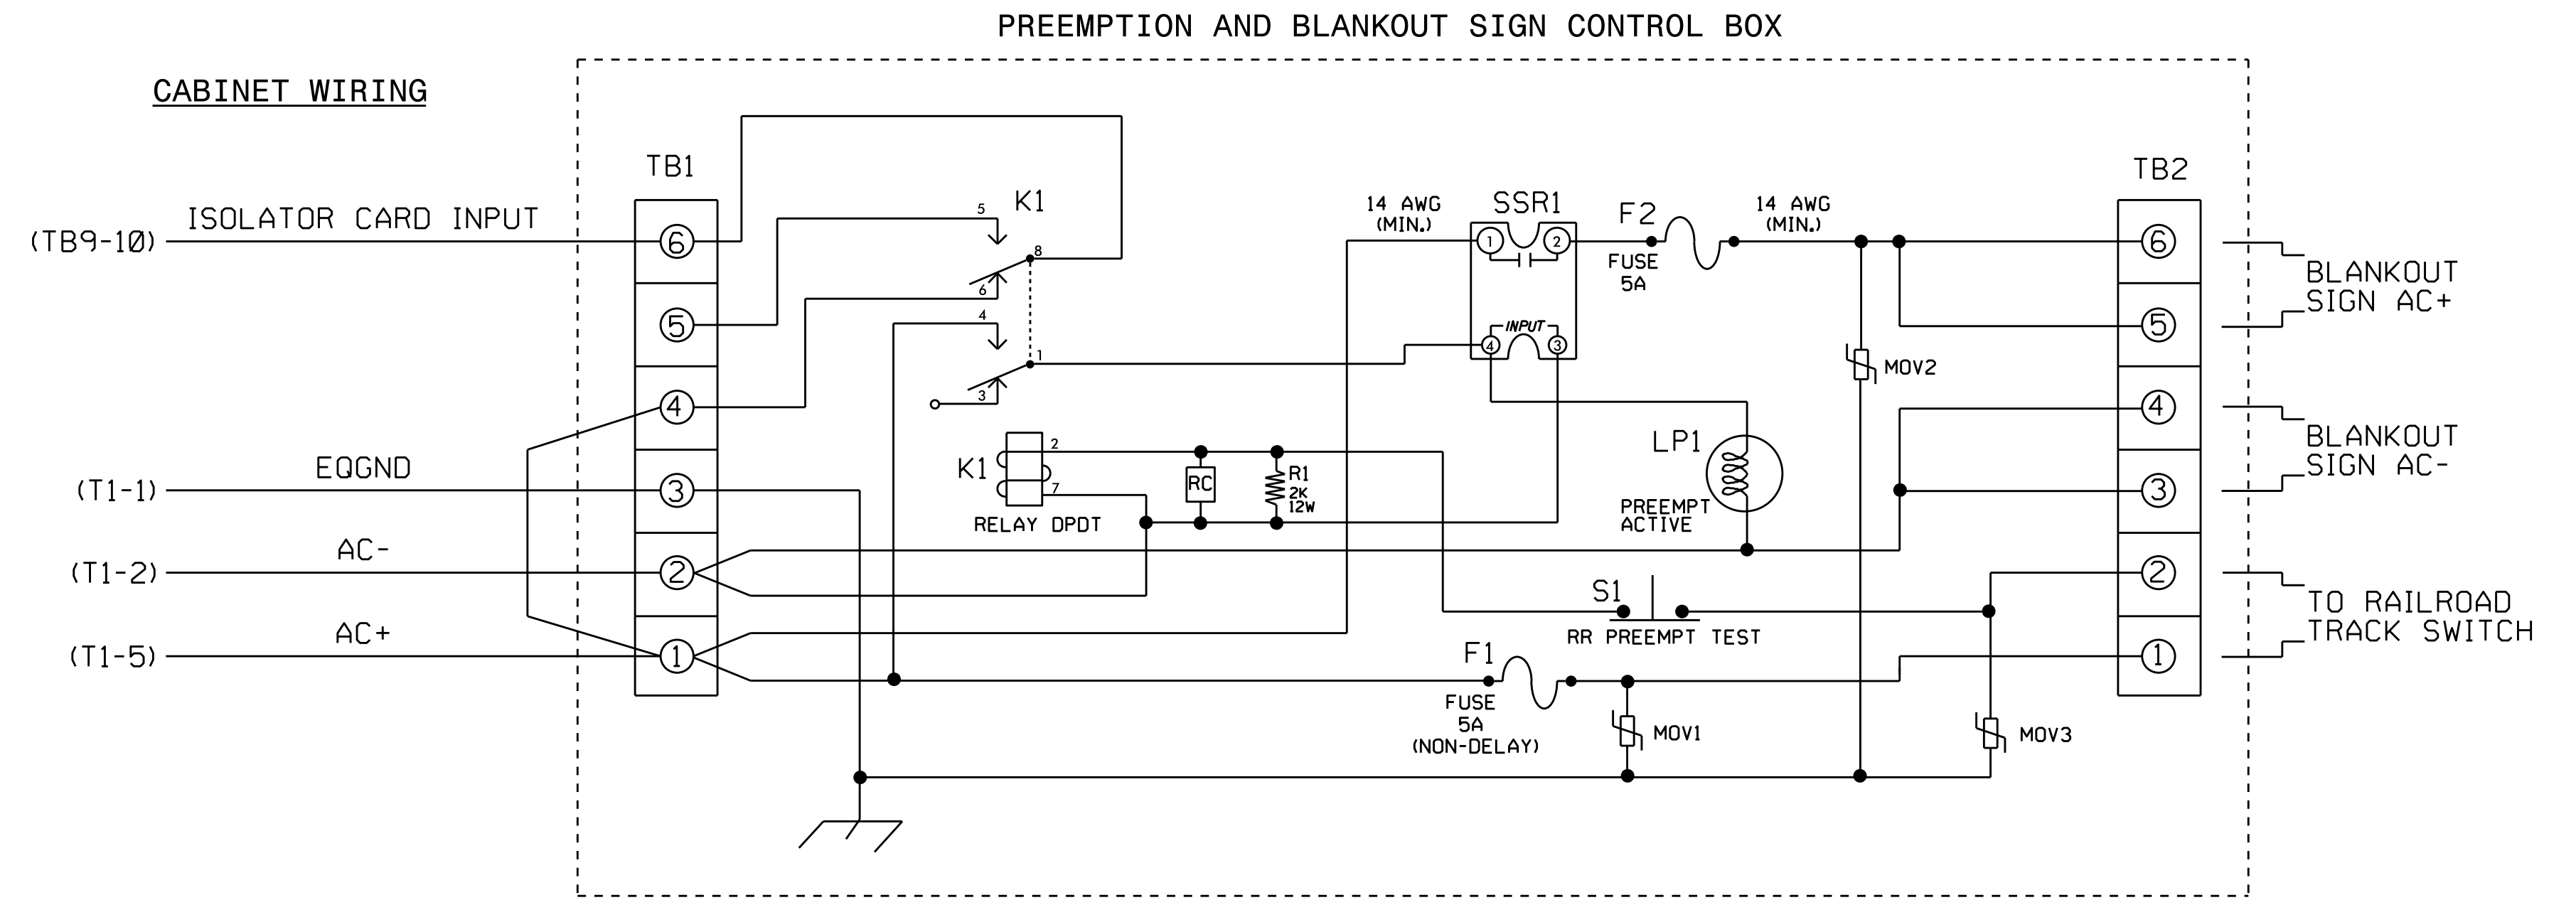 PREEMPTION AND BLANKOUT SIGN CONTROL BOX
CABINET WIRING
TB1
TB2
(TB9-10) ISOLATOR CARD INPUT
(T1-1) EQGND
(T1-2) AC-
(T1-5) AC+
6
5
4
3
2
1
K1
5
8
6
4
1
3
K1
2
7
RELAY DPDT
RC
R1
2K
12W
14 AWG
(MIN.)
SSR1
1 2
INPUT
4 3
F2
FUSE
5A
14 AWG
(MIN.)
MOV2
LP1
PREEMPT
ACTIVE
S1
RR PREEMPT TEST
F1
FUSE
5A
(NON-DELAY)
MOV1
MOV3
6
5
4
3
2
1
BLANKOUT
SIGN AC+
BLANKOUT
SIGN AC-
TO RAILROAD
TRACK SWITCH